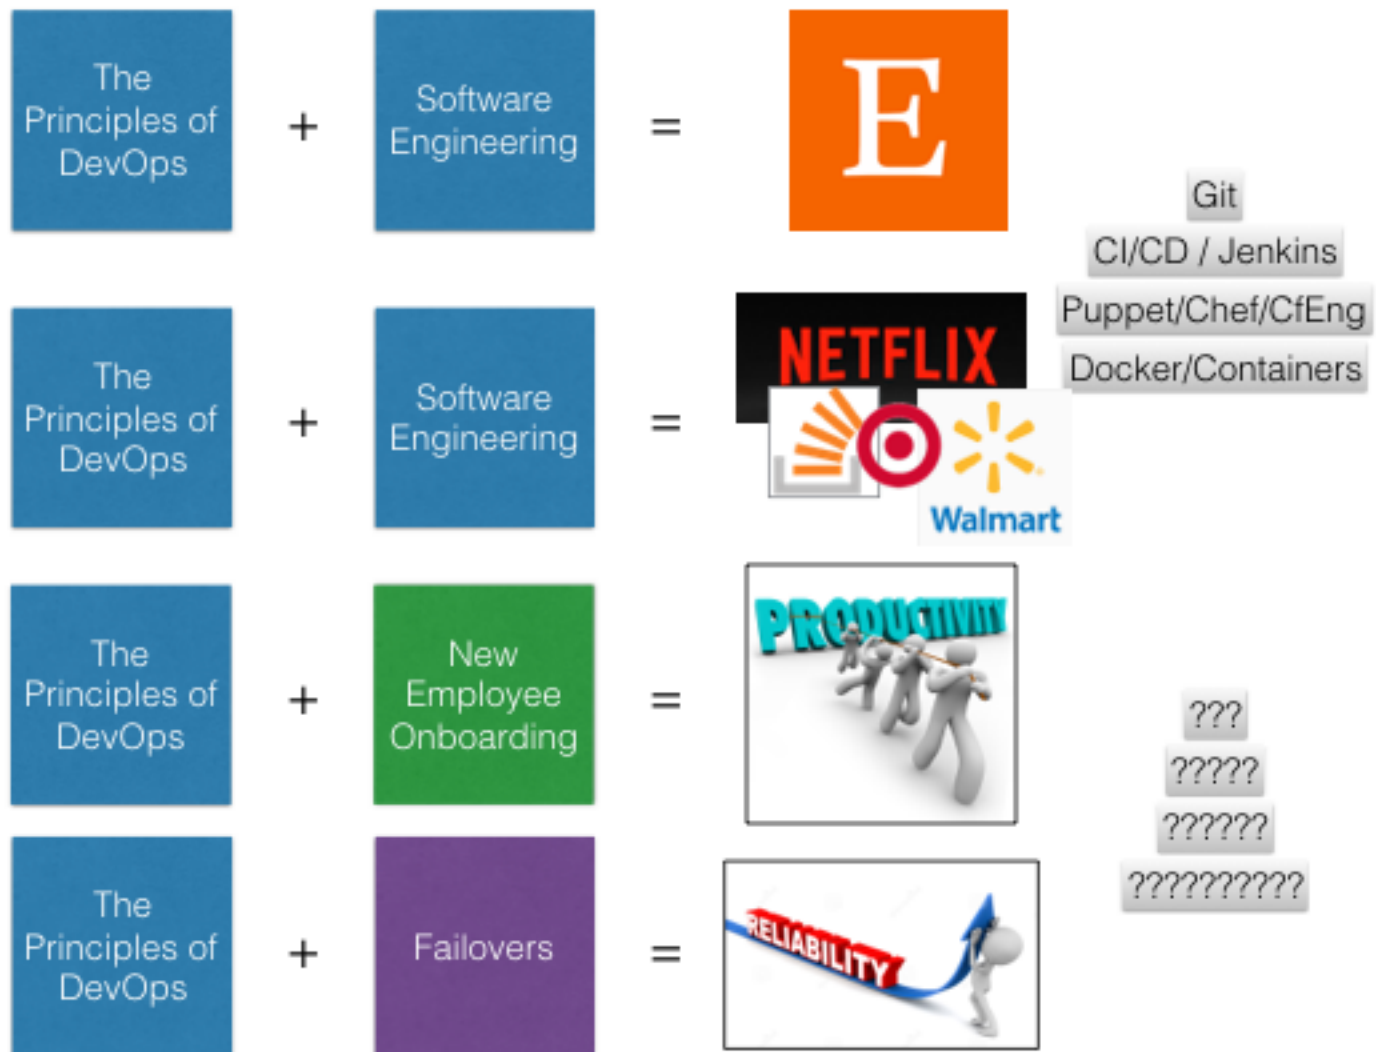 The
Principles of
DevOps
+
Software
Engineering
=
E
Git
CI/CD / Jenkins
Puppet/Chef/CfEng
Docker/Containers
The
Principles of
DevOps
+
Software
Engineering
=
NETFLIX
Walmart
The
Principles of
DevOps
+
New
Employee
Onboarding
=
PRODUCTIVITY
???
?????
??????
??????????
The
Principles of
DevOps
+
Failovers
=
RELIABILITY